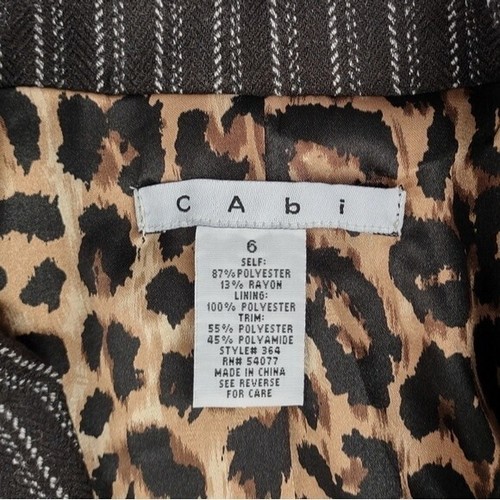 CAbi
6
SELF:
87% POLYESTER
13% RAYON
LINING:
100% POLYESTER
TRIM:
55% POLYESTER
45% POLYAMIDE
STYLE# 364
RN# 54077
MADE IN CHINA
SEE REVERSE
FOR CARE